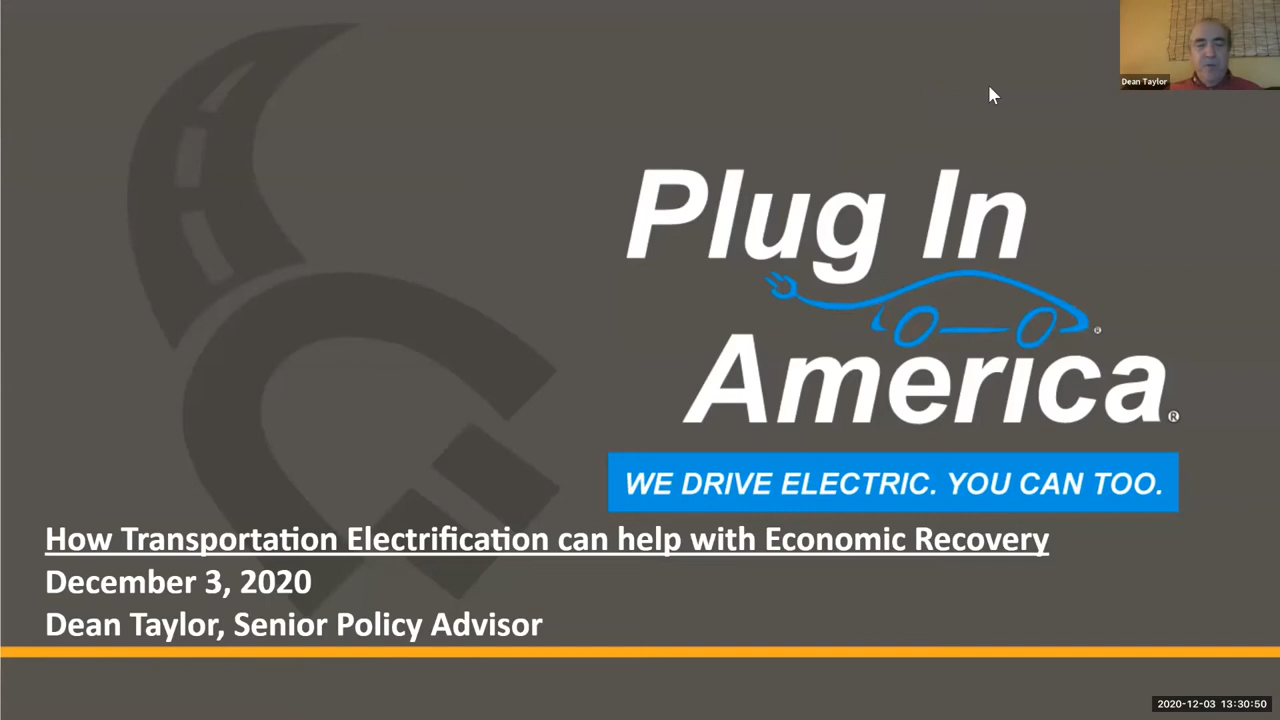 Dean Taylor
Plug In
®
America®
WE DRIVE ELECTRIC. YOU CAN TOO.
How Transportation Electrification can help with Economic Recovery
December 3, 2020
Dean Taylor, Senior Policy Advisor
2020-12-03 13:30:50